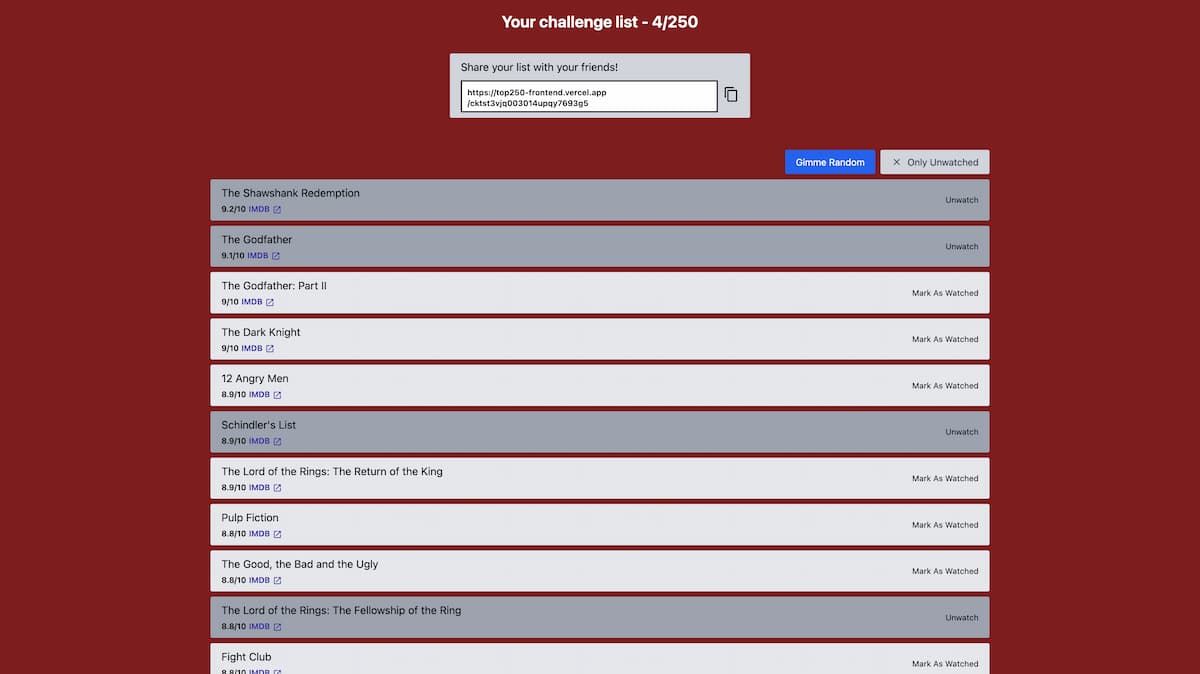 Your challenge list - 4/250
Share your list with your friends!
https://top250-frontend.vercel.app
/cktst3vjq003014upqy7693g5
Gimme Random
Only Unwatched
The Shawshank Redemption
9.2/10 IMDB
Unwatch
The Godfather
9.1/10 IMDB
Unwatch
The Godfather: Part II
9/10 IMDB
Mark As Watched
The Dark Knight
9/10 IMDB
Mark As Watched
12 Angry Men
8.9/10 IMDB
Mark As Watched
Schindler's List
8.9/10 IMDB
Unwatch
The Lord of the Rings: The Return of the King
8.9/10 IMDB
Mark As Watched
Pulp Fiction
8.8/10 IMDB
Mark As Watched
The Good, the Bad and the Ugly
8.8/10 IMDB
Mark As Watched
The Lord of the Rings: The Fellowship of the Ring
8.8/10 IMDB
Unwatch
Fight Club
8.8/10 IMDB
Mark As Watched